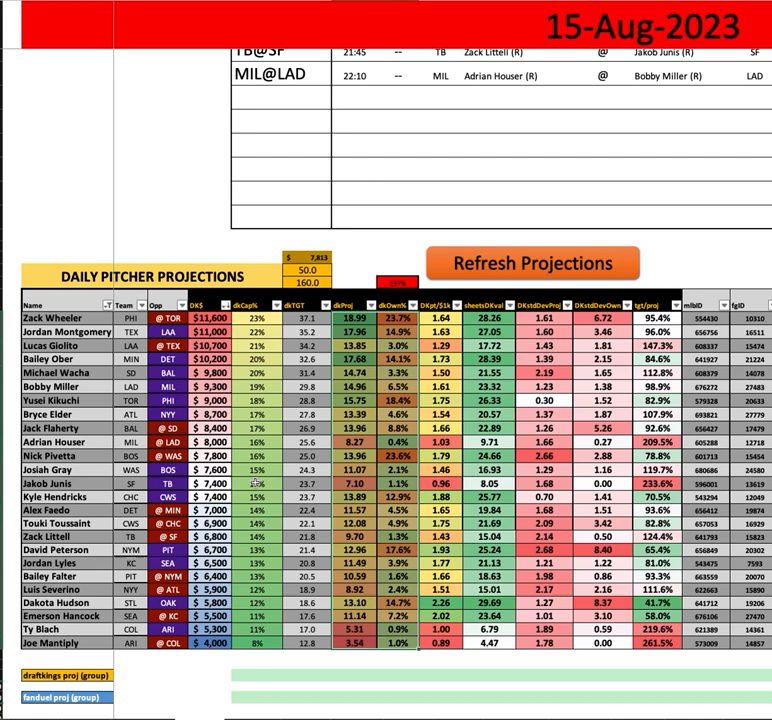 15-Aug-2023
TB@SF 21:45 -- TB Zack Littell (R) @ Jakob Junis (R) SF
MIL@LAD 22:10 -- MIL Adrian Houser (R) @ Bobby Miller (R) LAD
$ 7,813
50.0
160.0
197%
DAILY PITCHER PROJECTIONS
Refresh Projections
Name Team Opp DK$ dkCap% dkTGT dkProj dkOwn% DKpt/$1k sheetsDKval DKstdDevProj DKstdDevOwn tgt/proj mlbID fgID
Zack Wheeler PHI @ TOR $11,600 23% 37.1 18.99 23.7% 1.64 28.26 1.61 6.72 95.4% 554430 10310
Jordan Montgomery TEX LAA $11,000 22% 35.2 17.96 14.9% 1.63 27.05 1.60 3.46 96.0% 656756 16511
Lucas Giolito LAA @ TEX $10,700 21% 34.2 13.85 3.0% 1.29 17.72 1.43 1.81 147.3% 608337 15474
Bailey Ober MIN DET $10,200 20% 32.6 17.68 14.1% 1.73 28.39 1.39 2.15 84.6% 641927 21224
Michael Wacha SD BAL $ 9,800 20% 31.4 14.74 3.3% 1.50 21.55 2.19 1.65 112.8% 608379 14078
Bobby Miller LAD MIL $ 9,300 19% 29.8 14.96 6.5% 1.61 23.32 1.23 1.38 98.9% 676272 27483
Yusei Kikuchi TOR PHI $ 9,000 18% 28.8 15.75 18.4% 1.75 26.33 0.30 1.52 82.9% 579328 20633
Bryce Elder ATL NYY $ 8,700 17% 27.8 13.39 4.6% 1.54 20.57 1.37 1.87 107.9% 693821 27779
Jack Flaherty BAL @ SD $ 8,400 17% 26.9 13.96 8.8% 1.66 22.89 1.28 5.26 92.6% 656427 17479
Adrian Houser MIL @ LAD $ 8,000 16% 25.6 8.27 0.4% 1.03 9.71 1.66 0.27 209.5% 605288 12718
Nick Pivetta BOS @ WAS $ 7,800 16% 25.0 13.96 23.6% 1.79 24.66 2.66 2.88 78.8% 601713 15454
Josiah Gray WAS BOS $ 7,600 15% 24.3 11.07 2.1% 1.46 16.93 1.29 1.16 119.7% 680686 24580
Jakob Junis SF TB $ 7,400 23.7 7.10 1.1% 0.96 8.05 1.68 0.00 233.6% 596001 13619
Kyle Hendricks CHC CWS $ 7,400 15% 23.7 13.89 12.9% 1.88 25.77 0.70 1.41 70.5% 543294 12049
Alex Faedo DET @ MIN $ 7,000 14% 22.4 11.57 4.5% 1.65 19.84 1.68 1.51 93.6% 656412 19874
Touki Toussaint CWS @ CHC $ 6,900 14% 22.1 12.08 4.9% 1.75 21.69 2.09 3.42 82.8% 657053 16929
Zack Littell TB @ SF $ 6,800 14% 21.8 9.70 1.3% 1.43 15.04 2.14 0.50 124.4% 641793 15823
David Peterson NYM PIT $ 6,700 13% 21.4 12.96 17.6% 1.93 25.24 2.68 8.40 65.4% 656849 20302
Jordan Lyles KC SEA $ 6,500 13% 20.8 11.49 3.9% 1.77 21.13 1.21 1.22 81.0% 543475 7593
Bailey Falter PIT @ NYM $ 6,400 13% 20.5 10.59 1.6% 1.66 18.63 1.98 0.86 93.3% 663559 20070
Luis Severino NYY @ ATL $ 5,900 12% 18.9 8.92 2.4% 1.51 15.01 2.17 2.26 111.6% 622663 15890
Dakota Hudson STL OAK $ 5,800 12% 18.6 13.10 14.7% 2.26 29.69 1.27 8.37 41.7% 641712 19206
Emerson Hancock SEA @ KC $ 5,500 11% 17.6 11.14 7.2% 2.02 23.64 1.01 3.10 58.0% 676106 27470
Ty Blach COL ARI $ 5,300 11% 17.0 5.31 0.9% 1.00 6.79 1.89 0.59 219.6% 621389 14361
Joe Mantiply ARI @ COL $ 4,000 8% 12.8 3.54 1.0% 0.89 4.47 1.78 0.00 261.5% 573009 14857
draftkings proj (group)
fanduel proj (group)